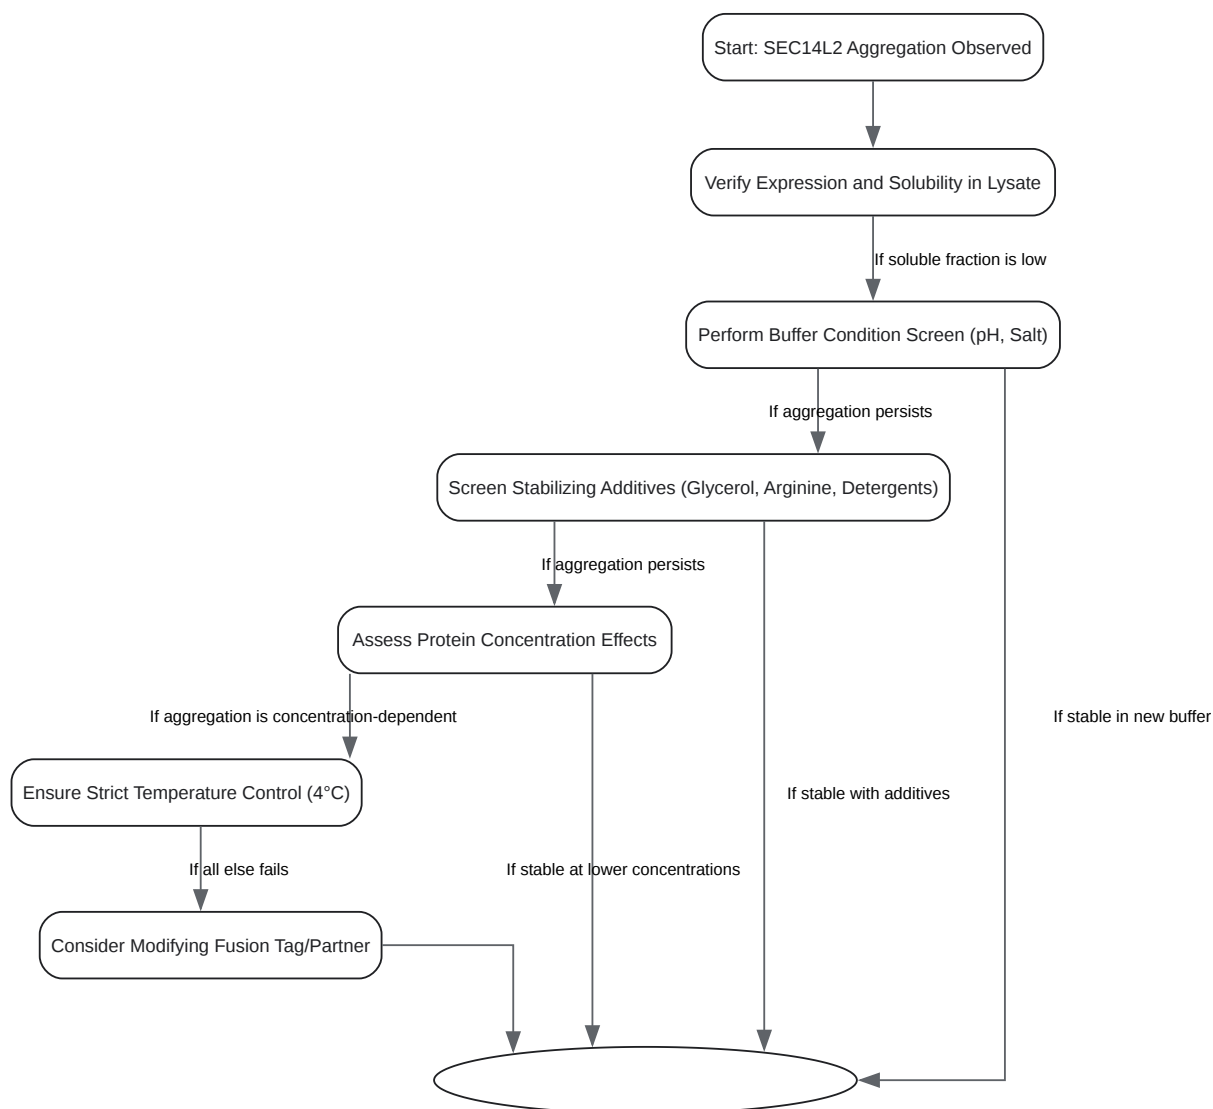 Start: SEC14L2 Aggregation Observed
Verify Expression and Solubility in Lysate
If soluble fraction is low
Perform Buffer Condition Screen (pH, Salt)
If aggregation persists
Screen Stabilizing Additives (Glycerol, Arginine, Detergents)
If aggregation persists
Assess Protein Concentration Effects
If aggregation is concentration-dependent
If stable in new buffer
Ensure Strict Temperature Control (4°C)
If stable with additives
If all else fails
If stable at lower concentrations
Consider Modifying Fusion Tag/Partner